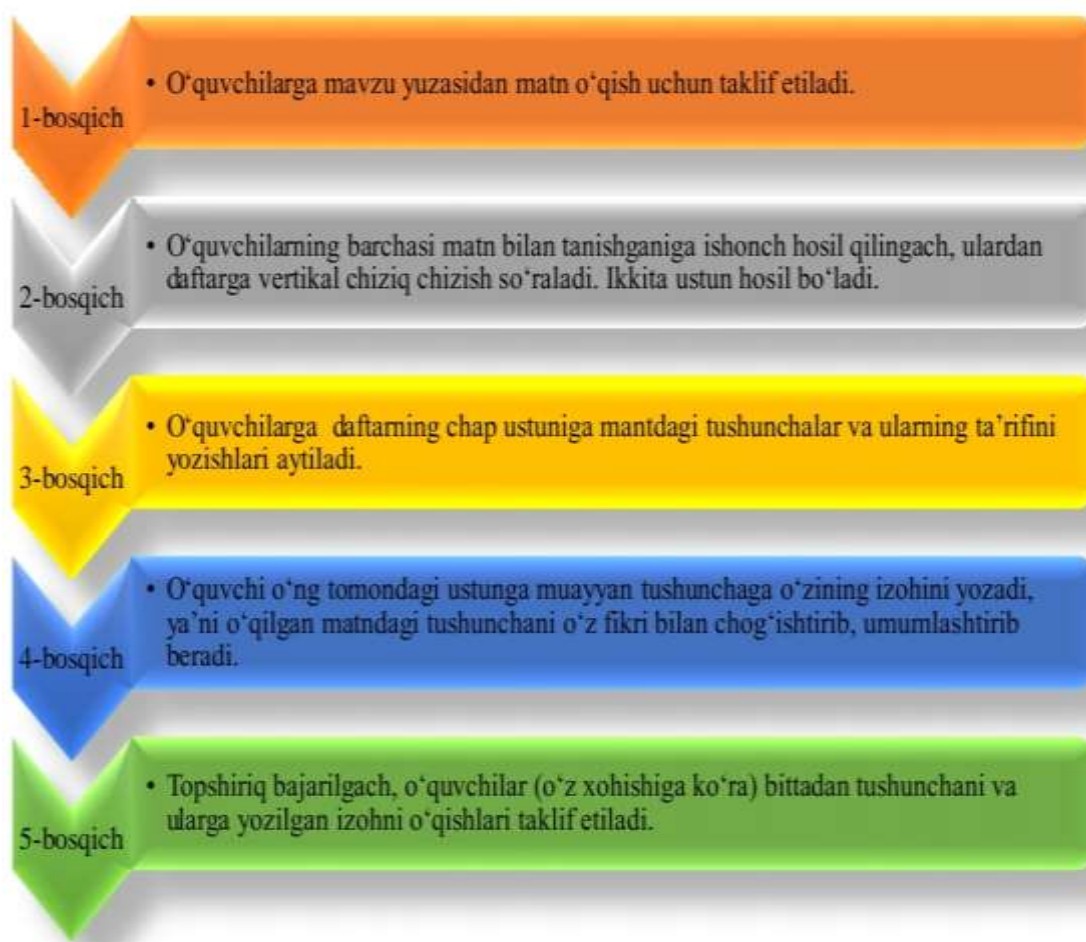 1-bosqich
• O‘quvchilarga mavzu yuzasidan matn o‘qish uchun taklif etiladi.
2-bosqich
• O‘quvchilarning barchasi matn bilan tanishganiga ishonch hosil qilingach, ulardan
daftarga vertikal chiziq chizish so‘raladi. Ikkita ustun hosil bo‘ladi.
3-bosqich
• O‘quvchilarga daftarning chap ustuniga mantdagi tushunchalar va ularning ta’rifini
yozishlari aytiladi.
4-bosqich
• O‘quvchi o‘ng tomondagi ustunga muayyan tushunchaga o‘zining izohini yozadi,
ya’ni o‘qilgan matndagi tushunchani o‘z fikri bilan chog‘ishtirib, umumlashtirib
beradi.
5-bosqich
• Topshiriq bajarilgach, o‘quvchilar (o‘z xohishiga ko‘ra) bittadan tushunchani va
ularga yozilgan izohni o‘qishlari taklif etiladi.